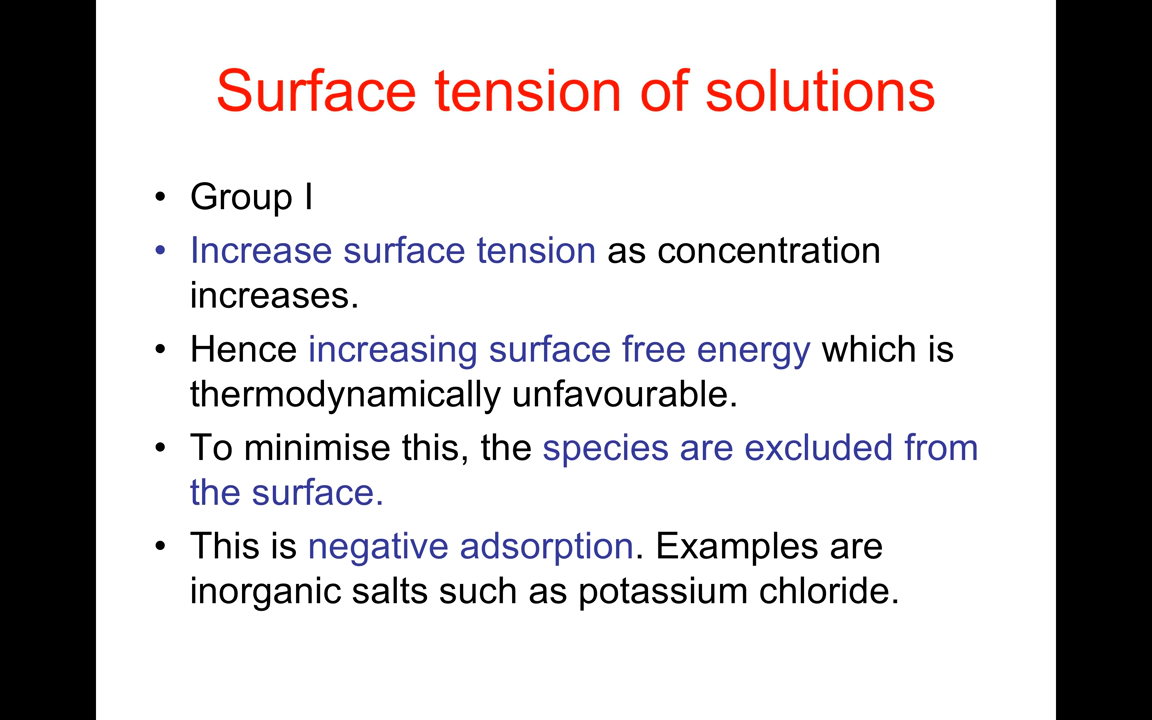 Surface tension of solutions
• Group I
• Increase surface tension as concentration
increases.
• Hence increasing surface free energy which is
thermodynamically unfavourable.
• To minimise this, the species are excluded from
the surface.
• This is negative adsorption. Examples are
inorganic salts such as potassium chloride.